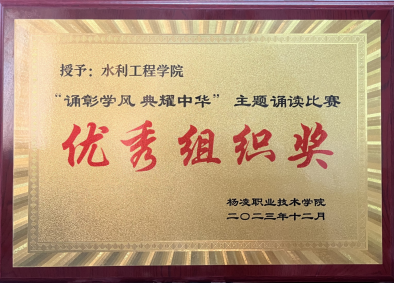 授予：水利工程学院
“诵彰学风 典耀中华” 主题诵读比赛
优秀组织奖
杨凌职业技术学院
二〇二三年十二月